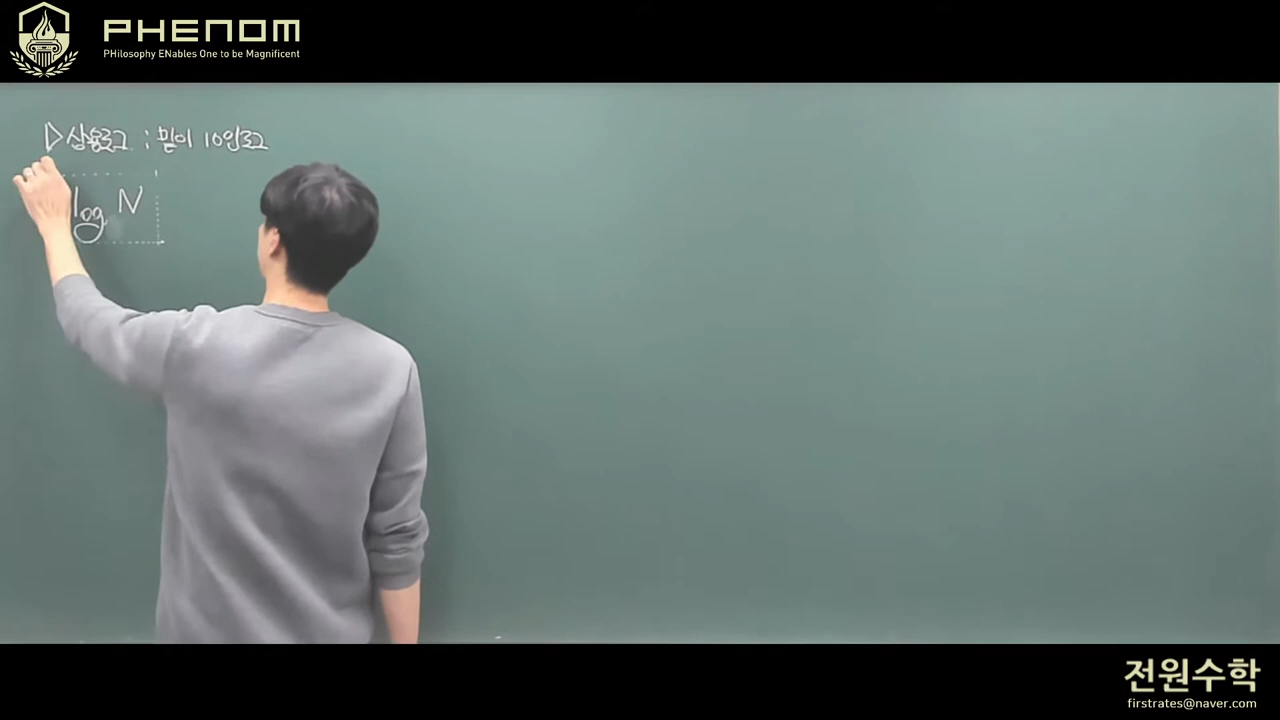 PHENOM
PHilosophy ENables One to be Magnificent
▷상용로그 : 밑이 10인 로그
log N
전원수학
firstrates@naver.com